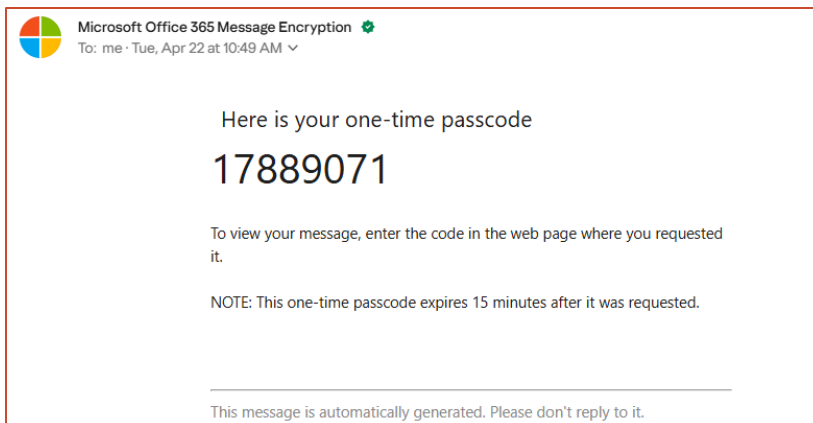 Microsoft Office 365 Message Encryption
To: me · Tue, Apr 22 at 10:49 AM
Here is your one-time passcode
17889071
To view your message, enter the code in the web page where you requested
it.
NOTE: This one-time passcode expires 15 minutes after it was requested.
This message is automatically generated. Please don't reply to it.